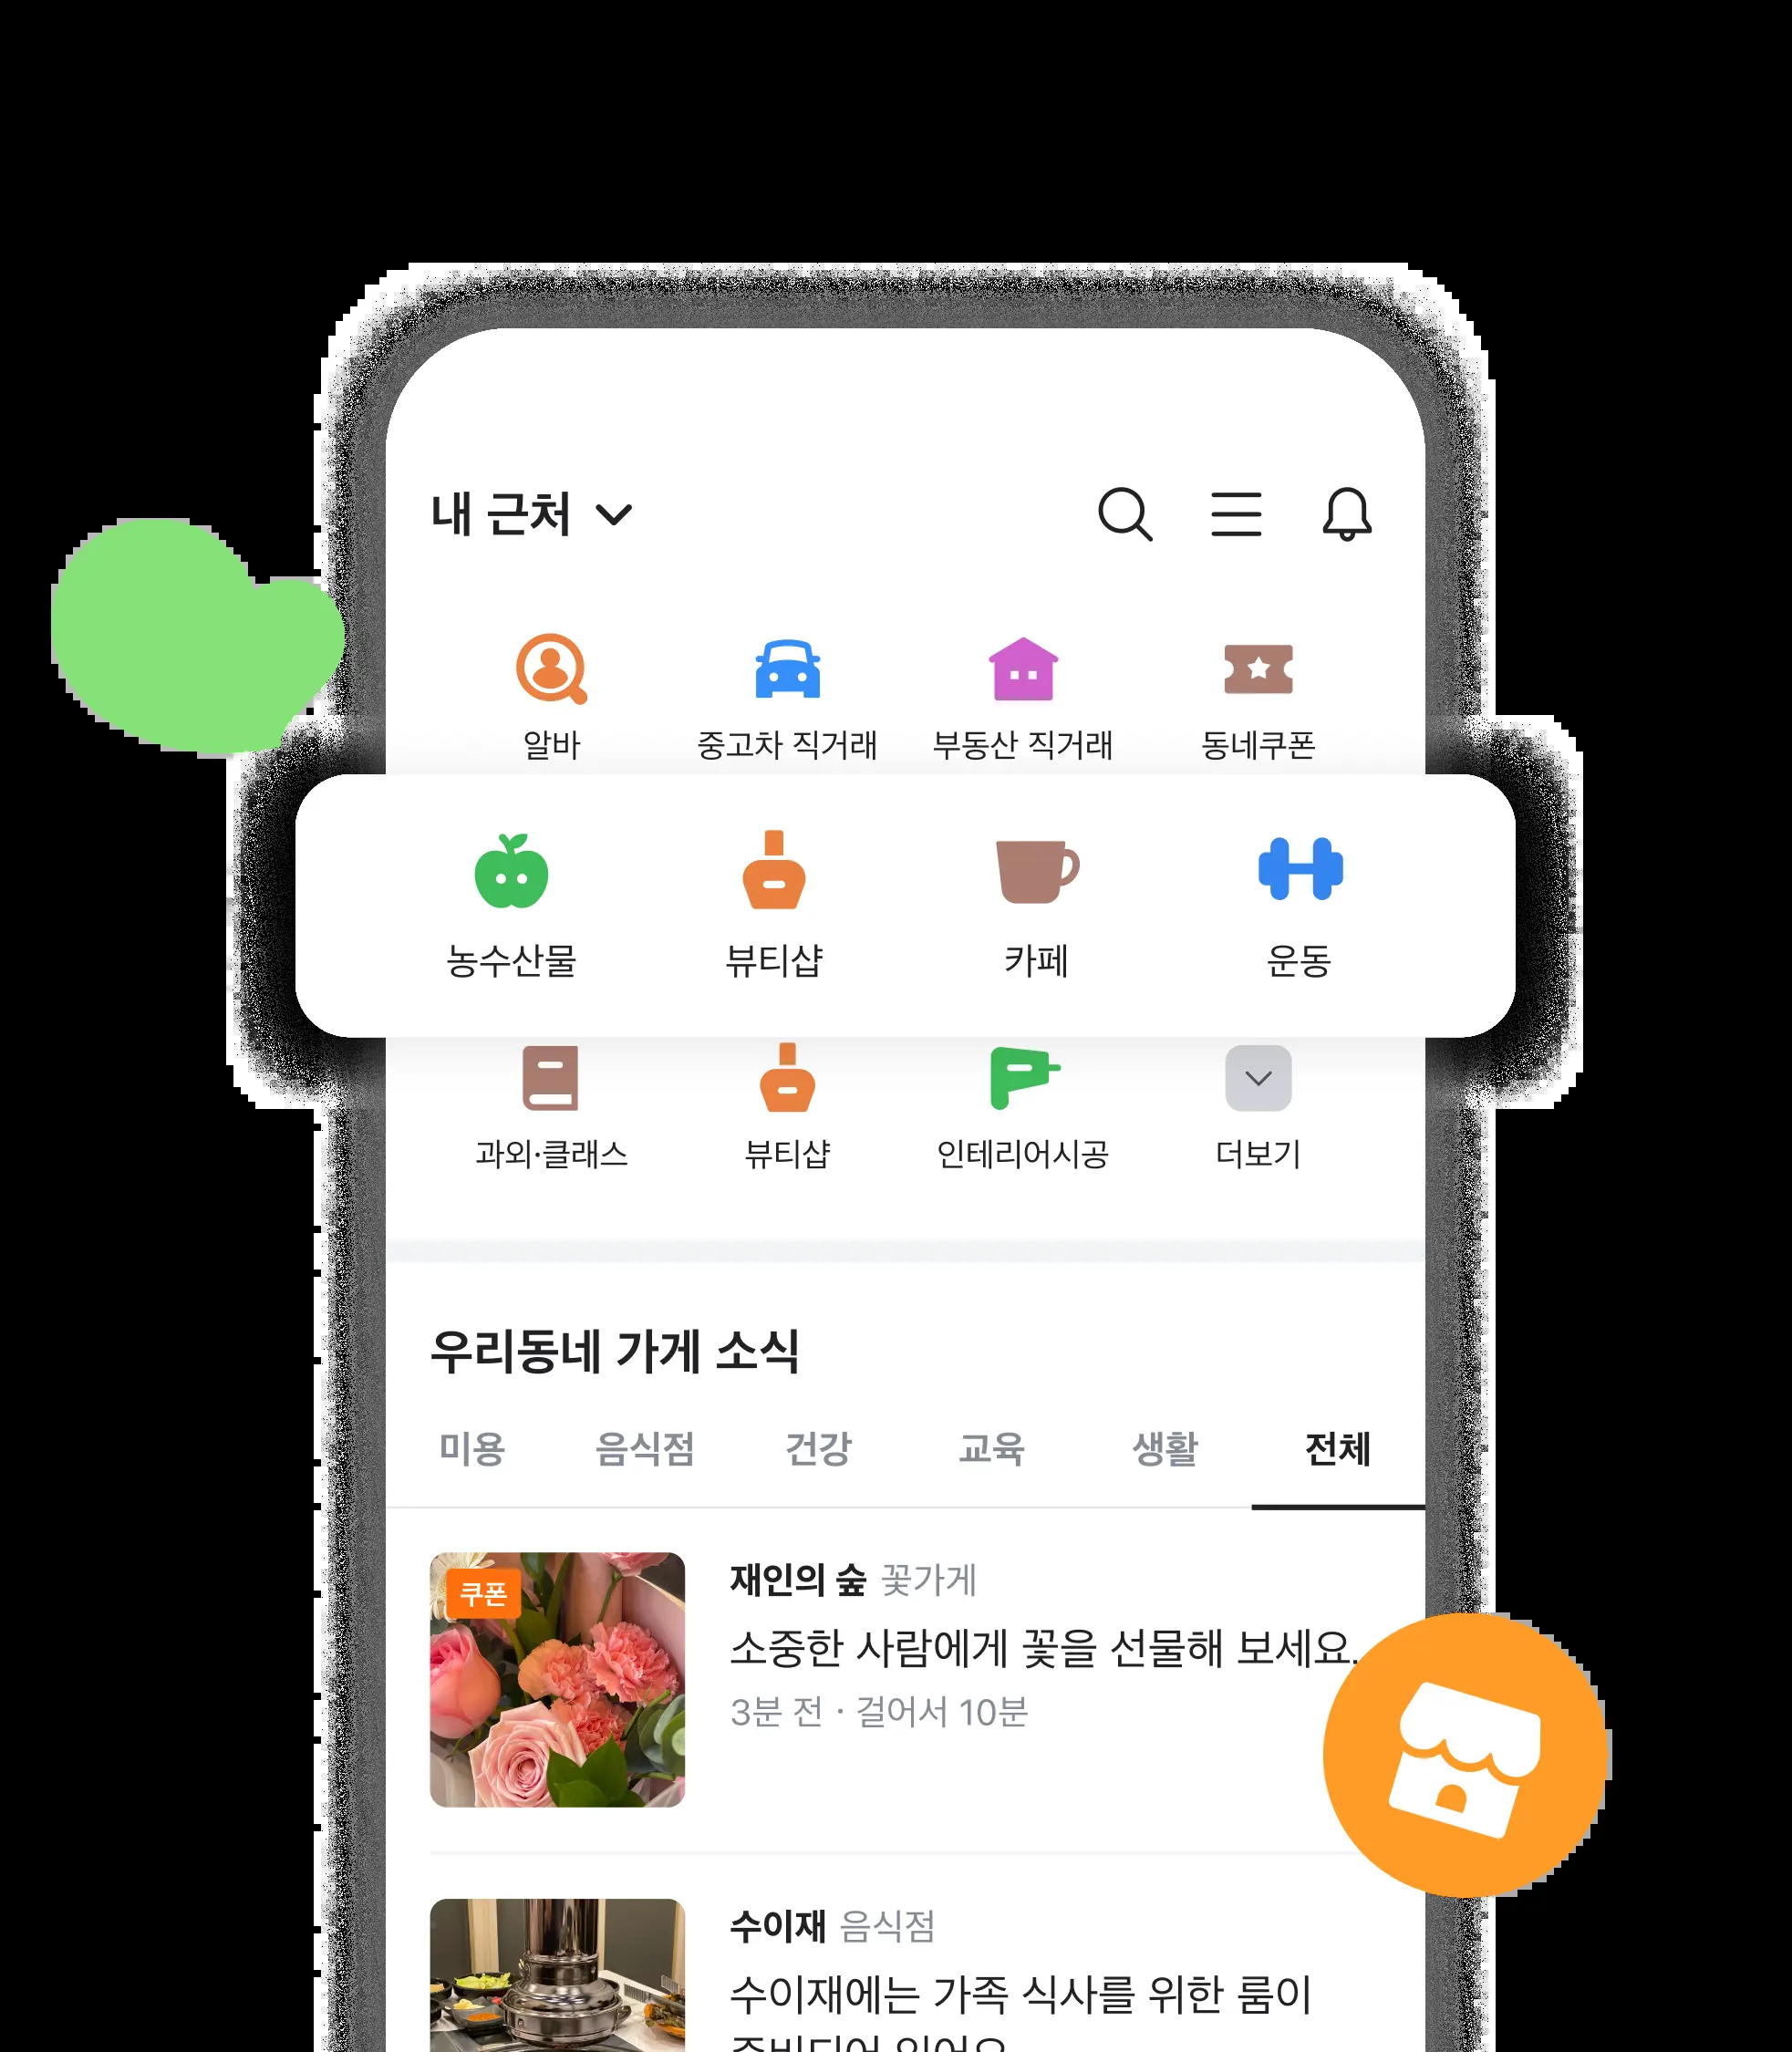 내 근처
알바 중고차 직거래 부동산 직거래 동네쿠폰
농수산물 뷰티샵 카페 운동
과외·클래스 뷰티샵 인테리어시공 더보기
우리동네 가게 소식
미용 음식점 건강 교육 생활 전체
쿠폰
재인의 숲 꽃가게
소중한 사람에게 꽃을 선물해 보세요.
3분 전 · 걸어서 10분
수이재 음식점
수이재에는 가족 식사를 위한 룸이